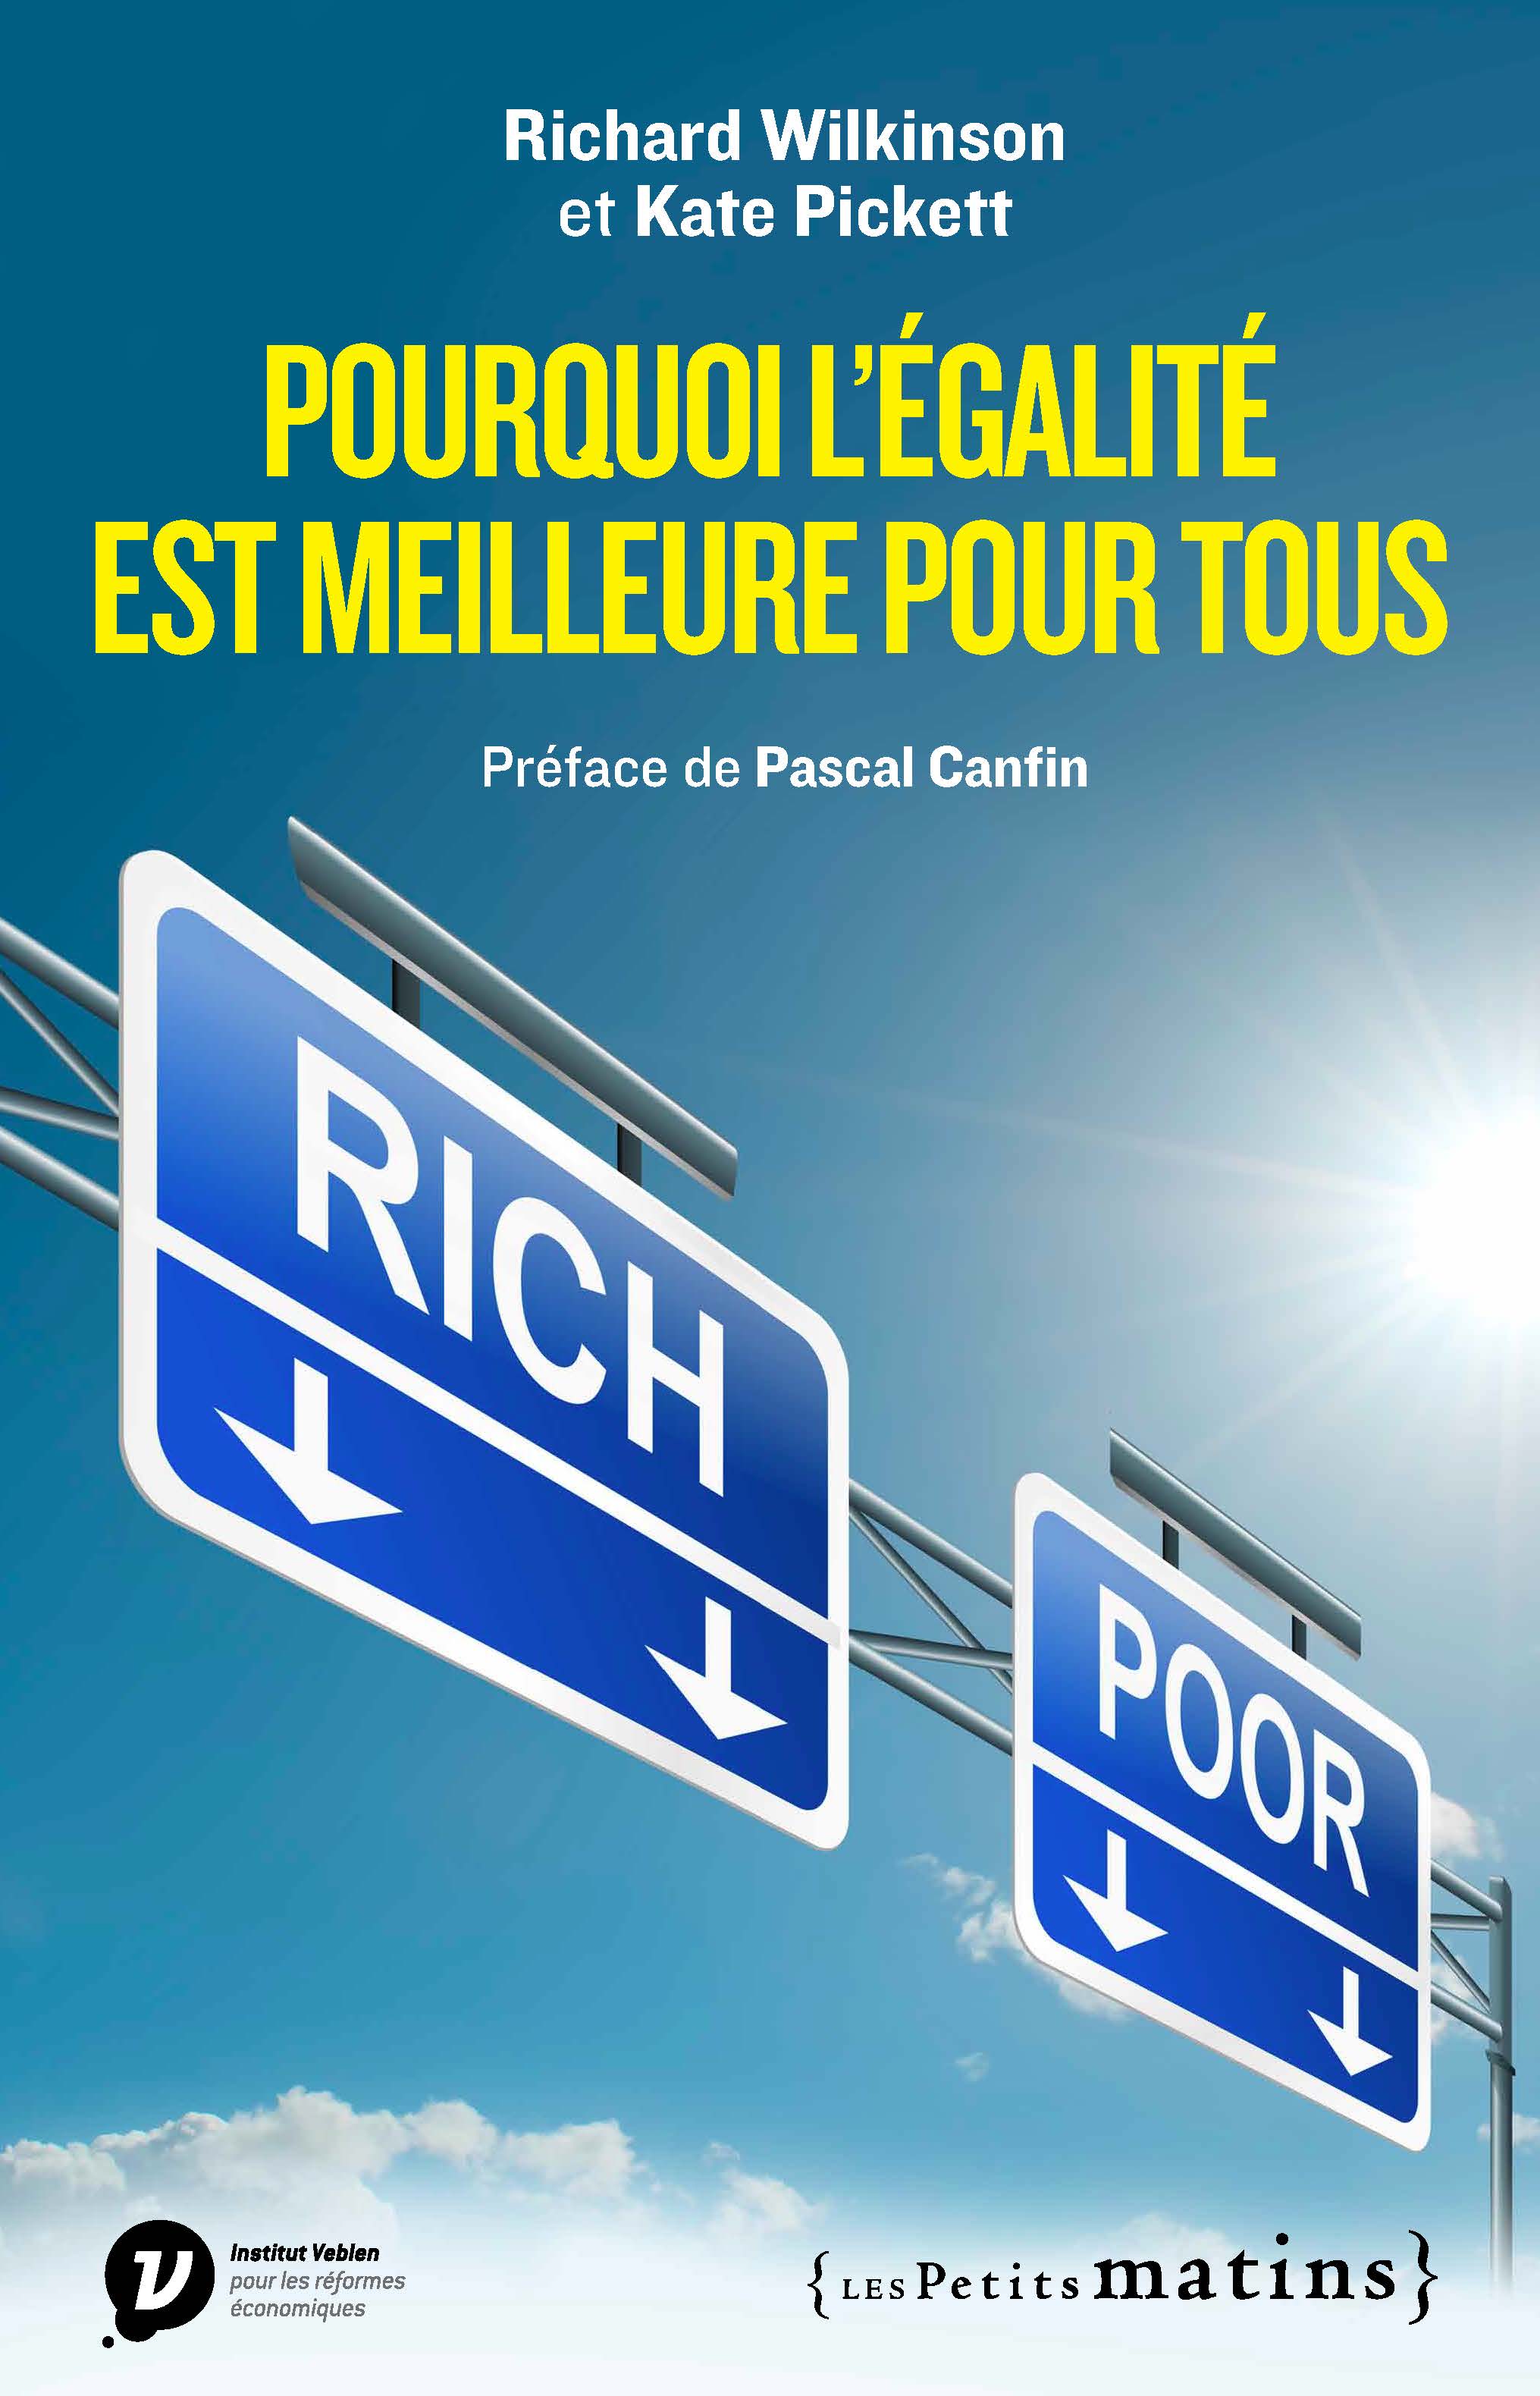 Richard Wilkinson
et Kate Pickett
POURQUOI L’ÉGALITÉ
EST MEILLEURE POUR TOUS
Préface de Pascal Canfin
RICH
POOR
Institut Veblen
pour les réformes
économiques
{LES Petits matins}